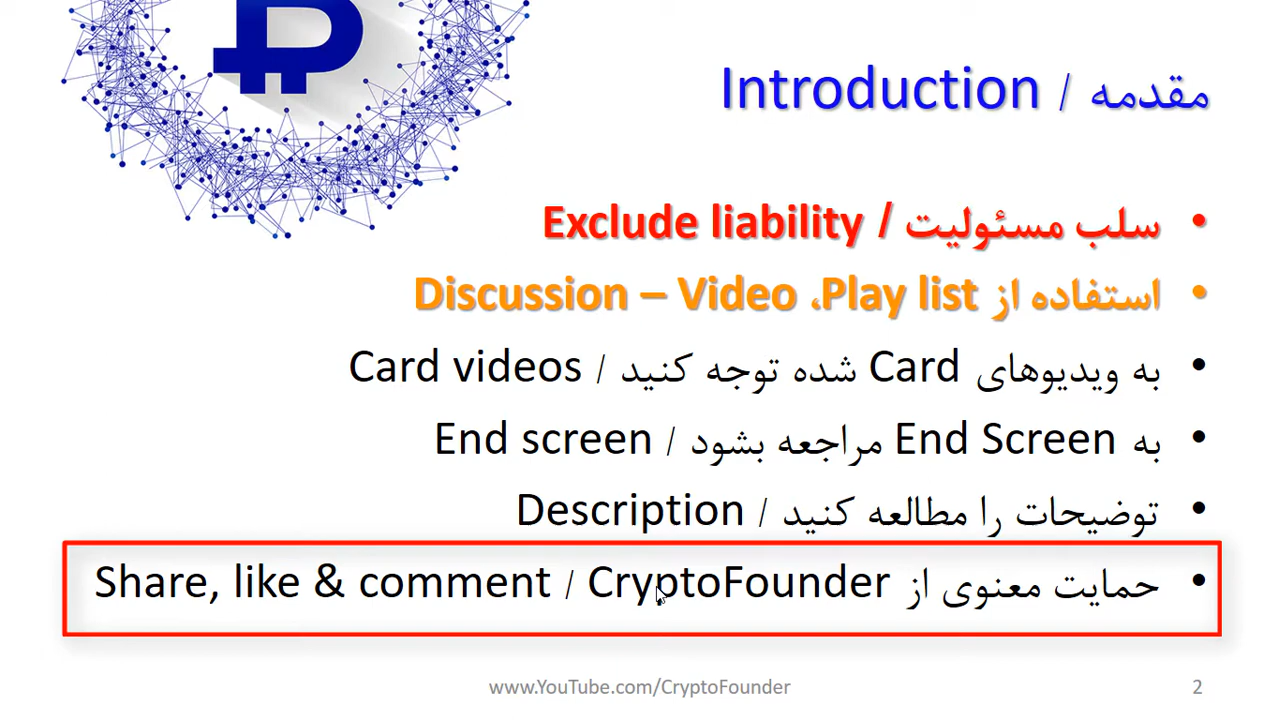 مقدمه / Introduction
• سلب مسئولیت / Exclude liability
• استفاده از Discussion – Video ،Play list
• به ویدیوهای Card شده توجه کنید / Card videos
• به End Screen مراجعه بشود / End screen
• توضیحات را مطالعه کنید / Description
• حمایت معنوی از CryptoFounder / Share, like & comment
www.YouTube.com/CryptoFounder
2